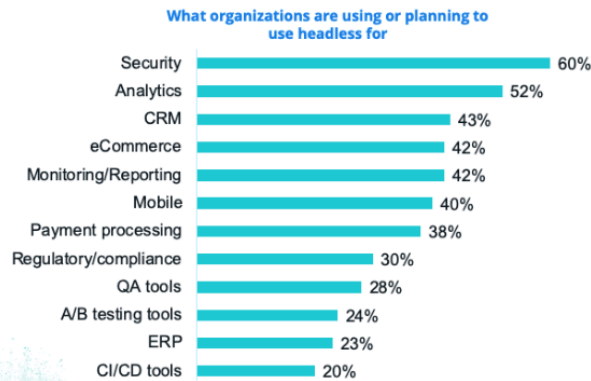 What organizations are using or planning to
use headless for
Security 60%
Analytics 52%
CRM 43%
eCommerce 42%
Monitoring/Reporting 42%
Mobile 40%
Payment processing 38%
Regulatory/compliance 30%
QA tools 28%
A/B testing tools 24%
ERP 23%
CI/CD tools 20%